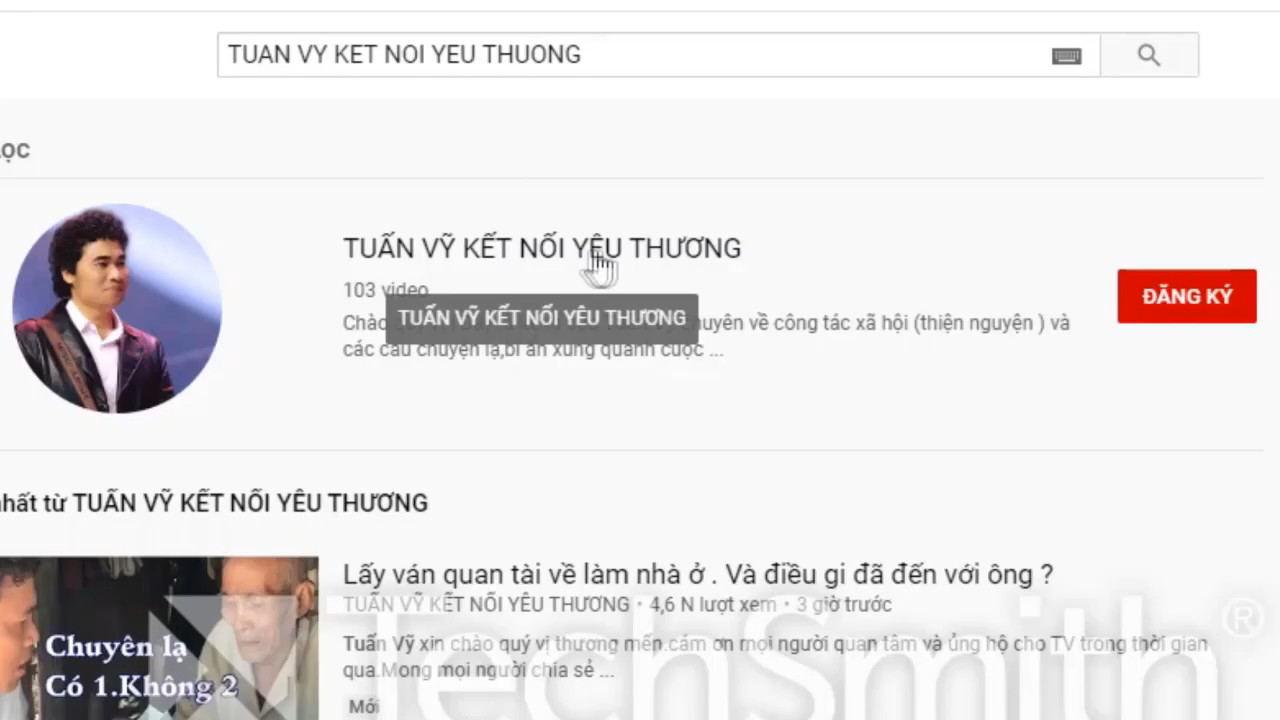 TUAN VY KET NOI YEU THUONG
LỌC
TUẤN VỸ KẾT NỐI YÊU THƯƠNG
103 video
TUẤN VỸ KẾT NỐI YÊU THƯƠNG
ĐĂNG KÝ
Chào chuyên về công tác xã hội (thiện nguyện ) và
các câu chuyện lạ,bí ẩn xung quanh cuộc ...
nhất từ TUẤN VỸ KẾT NỐI YÊU THƯƠNG
Lấy ván quan tài về làm nhà ở . Và điều gi đã đến với ông ?
TUẤN VỸ KẾT NỐI YÊU THƯƠNG • 4,6 N lượt xem • 3 giờ trước
Tuấn Vỹ xin chào quý vị thương mến.cám ơn mọi người quan tâm và ủng hộ cho TV trong thời gian
qua.Mong mọi người chia sẻ ...
Mới
Chuyện lạ
Có 1.Không 2
TechSmith®